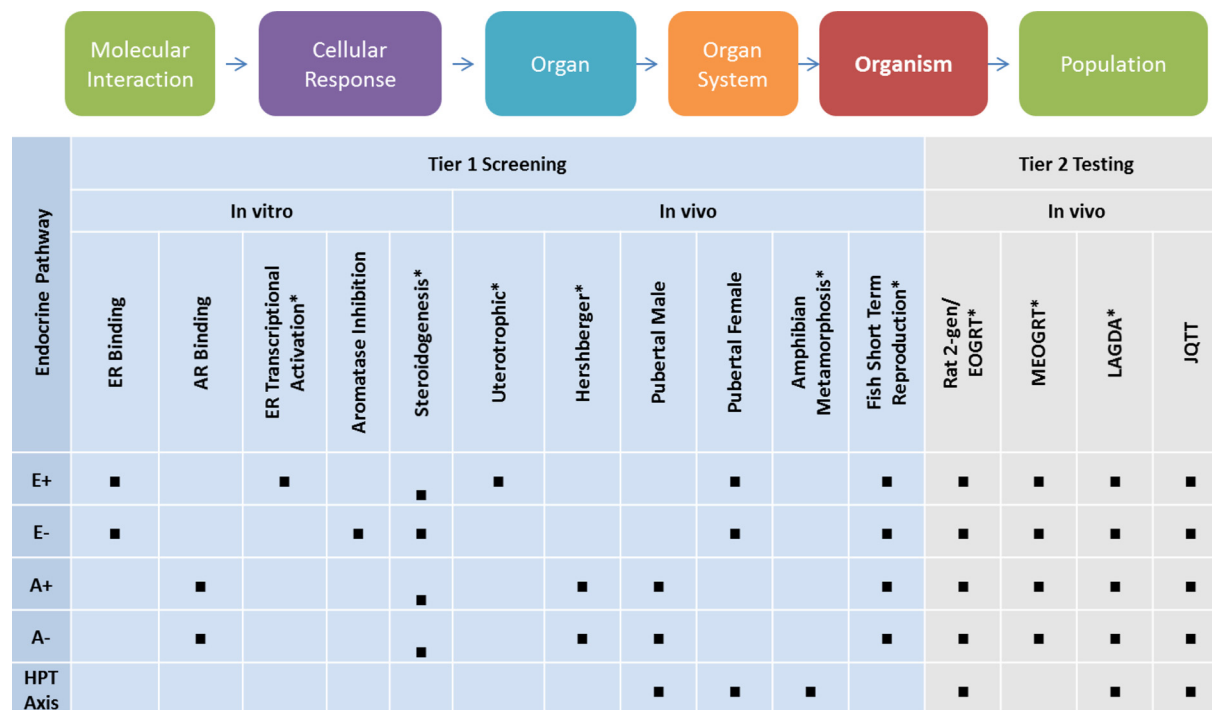 Molecular
Interaction
Cellular
Response
Organ
Organ
System
Organism
Population
Endocrine Pathway
Tier 1 Screening
Tier 2 Testing
In vitro
In vivo
In vivo
ER Binding
AR Binding
ER Transcriptional
Activation*
Aromatase Inhibition
Steroidogenesis*
Uterotrophic*
Hershberger*
Pubertal Male
Pubertal Female
Amphibian
Metamorphosis*
Fish Short Term
Reproduction*
Rat 2-gen/
EOGRT*
MEOGRT*
LAGDA*
JQTT
E+
E-
A+
A-
HPT
Axis